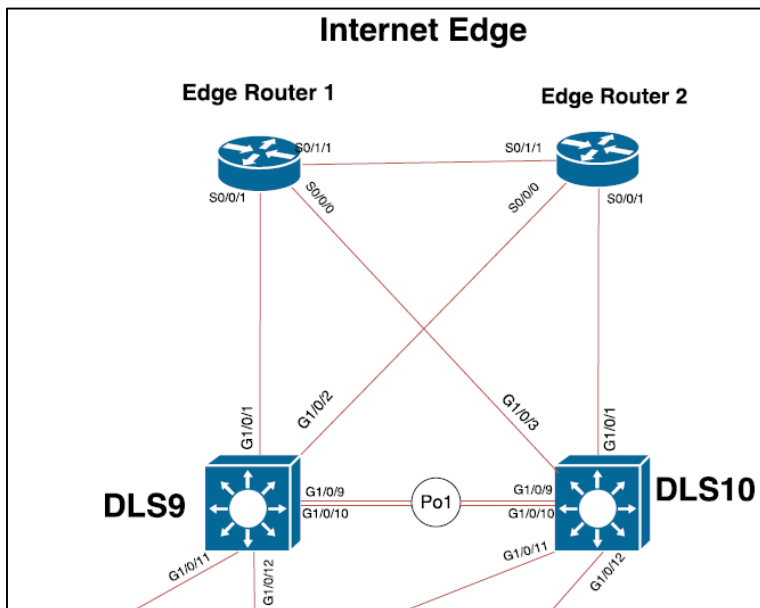 Internet Edge
Edge Router 1
Edge Router 2
S0/1/1
S0/1/1
S0/0/1
S0/0/0
S0/0/0
S0/0/1
G1/0/1
G1/0/2
G1/0/3
G1/0/1
DLS9
G1/0/9
G1/0/10
Po1
G1/0/9
G1/0/10
DLS10
G1/0/11
G1/0/12
G1/0/11
G1/0/12